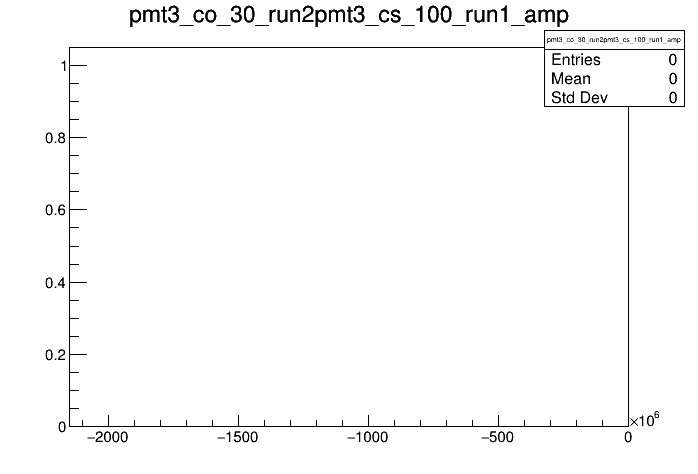 pmt3_co_30_run2pmt3_cs_100_run1_amp
pmt3_co_30_run2pmt3_cs_100_run1_amp
Entries 0
Mean 0
Std Dev 0
1
0.8
0.6
0.4
0.2
0
−2000 −1500 −1000 −500 0
×10⁶